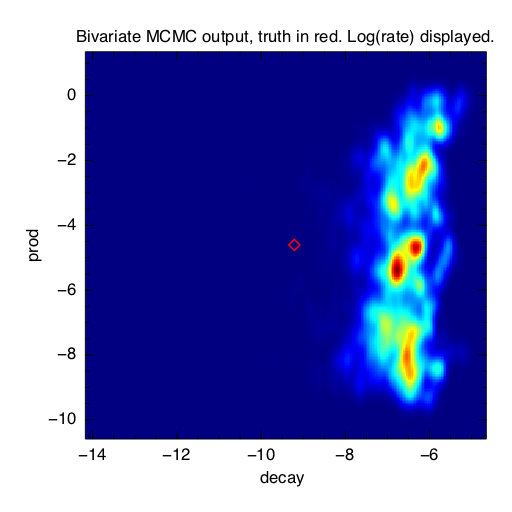 Bivariate MCMC output, truth in red. Log(rate) displayed.
0
−2
−4
−6
−8
−10
prod
−14 −12 −10 −8 −6
decay